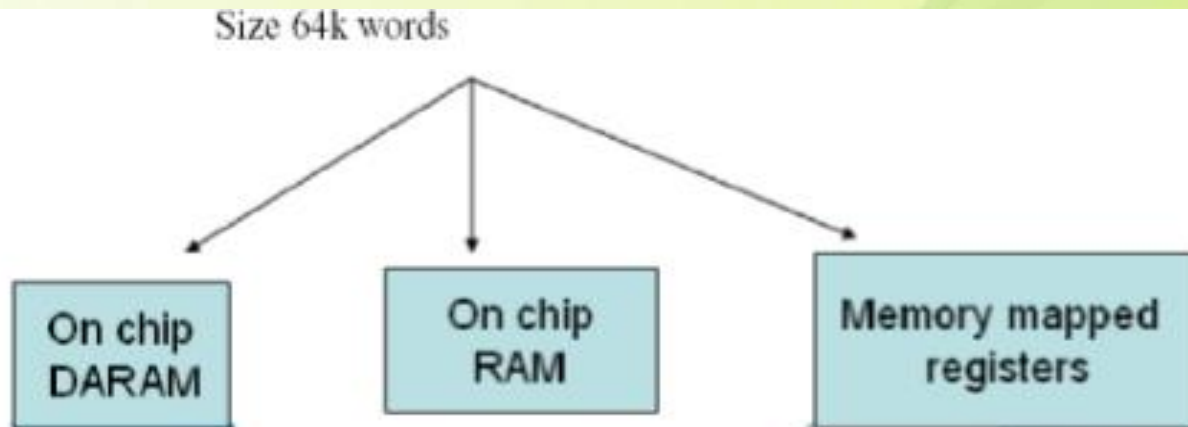 Size 64k words
On chip
DARAM
On chip
RAM
Memory mapped
registers